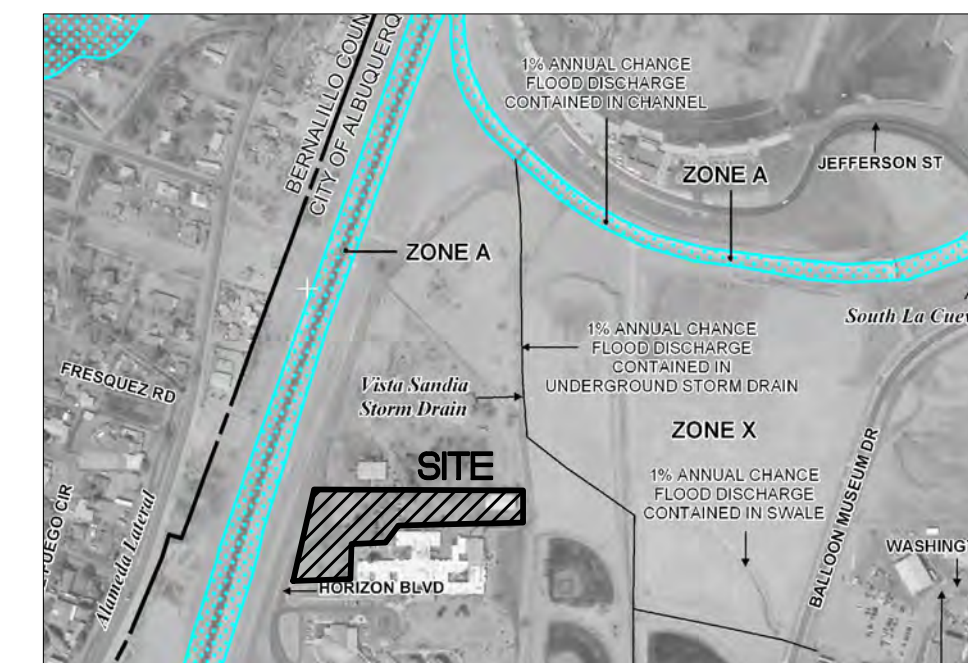 BERNALILLO COUN
CITY OF ALBUQUERQ
1% ANNUAL CHANCE
FLOOD DISCHARGE
CONTAINED IN CHANNEL
ZONE A
JEFFERSON ST
ZONE A
South La Cuev
1% ANNUAL CHANCE
FLOOD DISCHARGE
CONTAINED IN
UNDERGROUND STORM DRAIN
FRESQUEZ RD
Vista Sandia
Storm Drain
ZONE X
SITE
1% ANNUAL CHANCE
FLOOD DISCHARGE
CONTAINED IN SWALE
BALLOON MUSEUM DR
WASHINGT
FUEGO CIR
Alameda Lateral
HORIZON BLVD